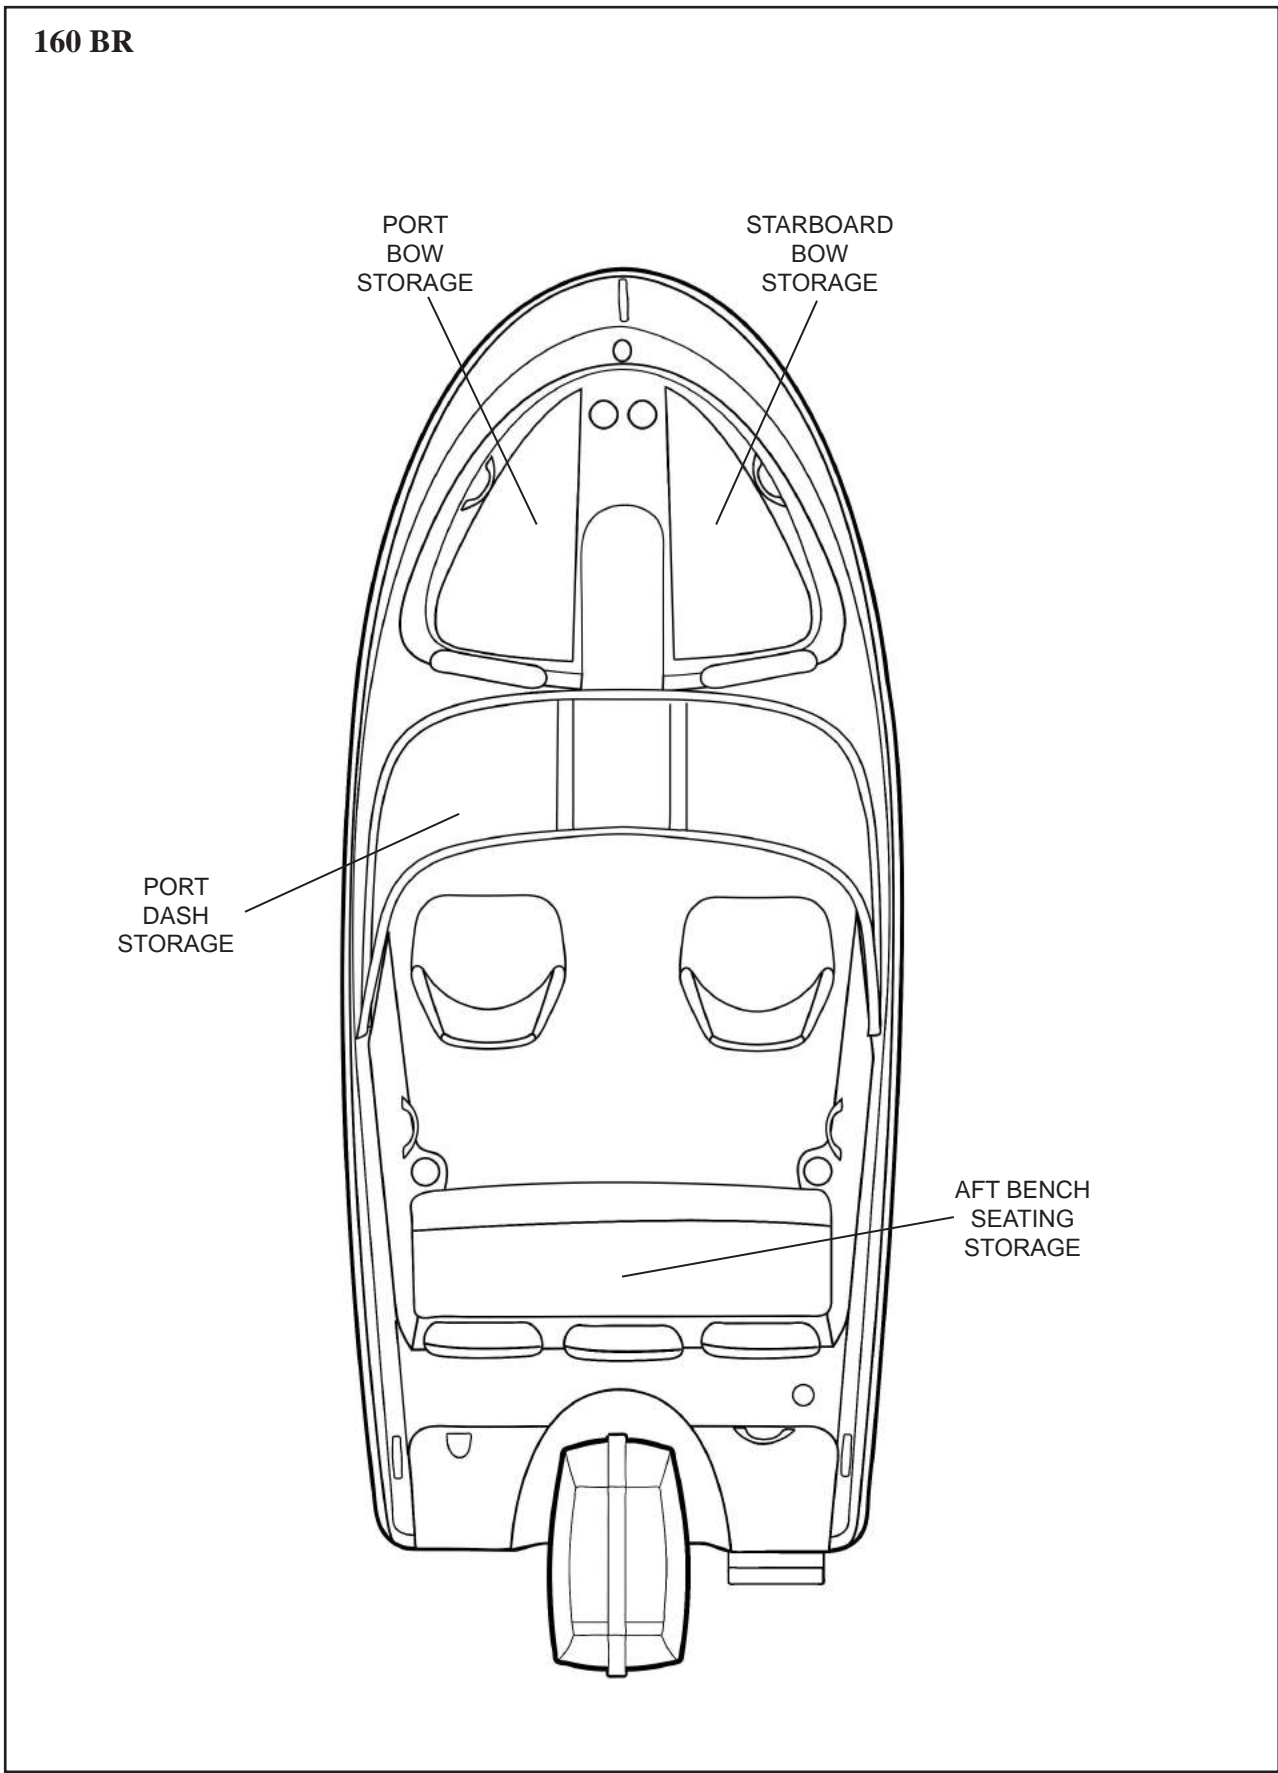 160 BR
PORT
BOW
STORAGE
STARBOARD
BOW
STORAGE
PORT
DASH
STORAGE
AFT BENCH
SEATING
STORAGE